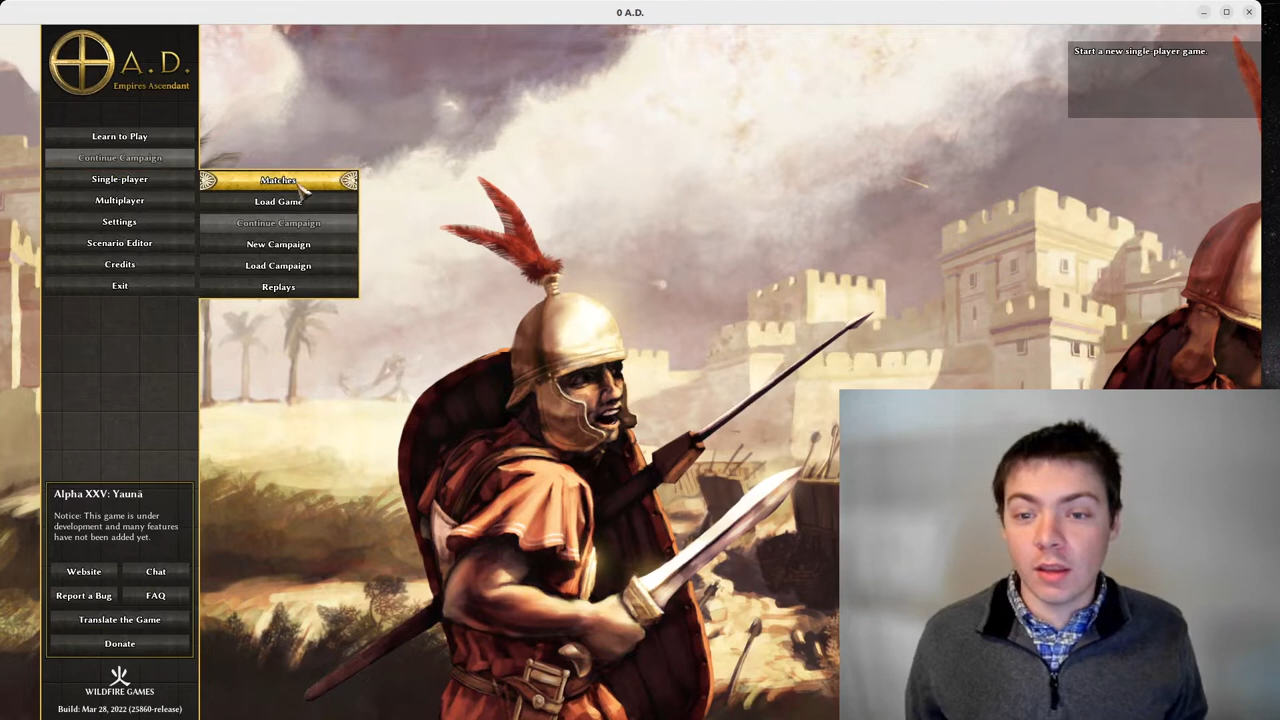 0 A.D.
A.D.
Empires Ascendant
Start a new single-player game.
Learn to Play
Continue Campaign
Single-player
Multiplayer
Settings
Scenario Editor
Credits
Exit
Matches
Load Game
Continue Campaign
New Campaign
Load Campaign
Replays
Alpha XXV: Yaunā
Notice: This game is under
development and many features
have not been added yet.
Website
Chat
Report a Bug
FAQ
Translate the Game
Donate
WILDFIRE GAMES
Build: Mar 28, 2022 (25860-release)